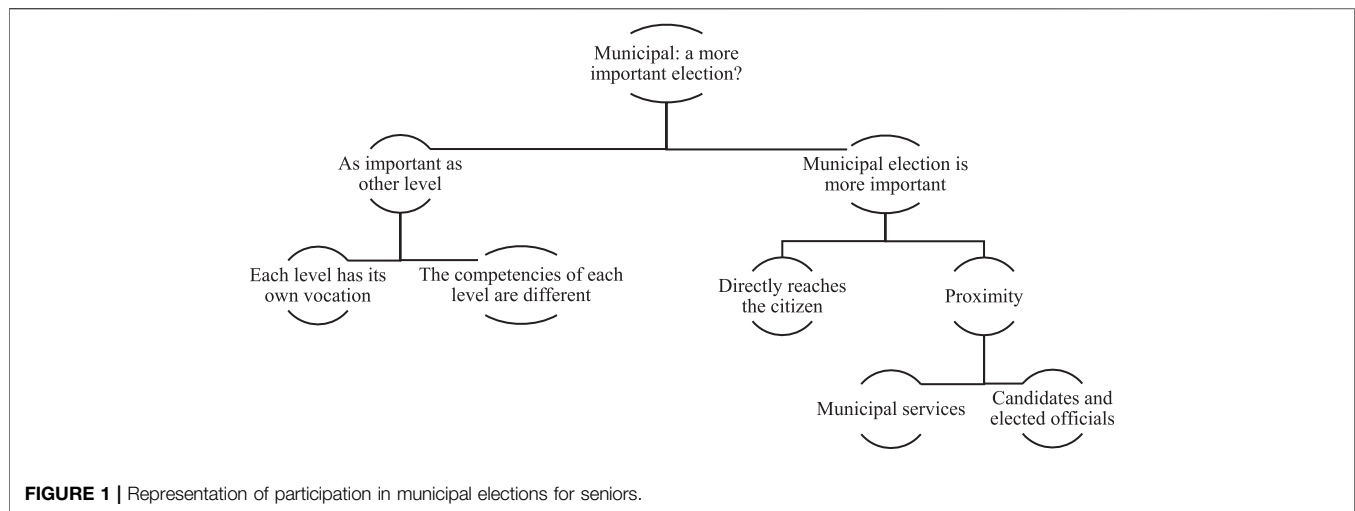 Municipal: a more
important election?
As important as
other level
Municipal election is
more important
Each level has its
own vocation
The competencies of each
level are different
Directly reaches
the citizen
Proximity
Municipal services
Candidates and
elected officials
FIGURE 1 | Representation of participation in municipal elections for seniors.